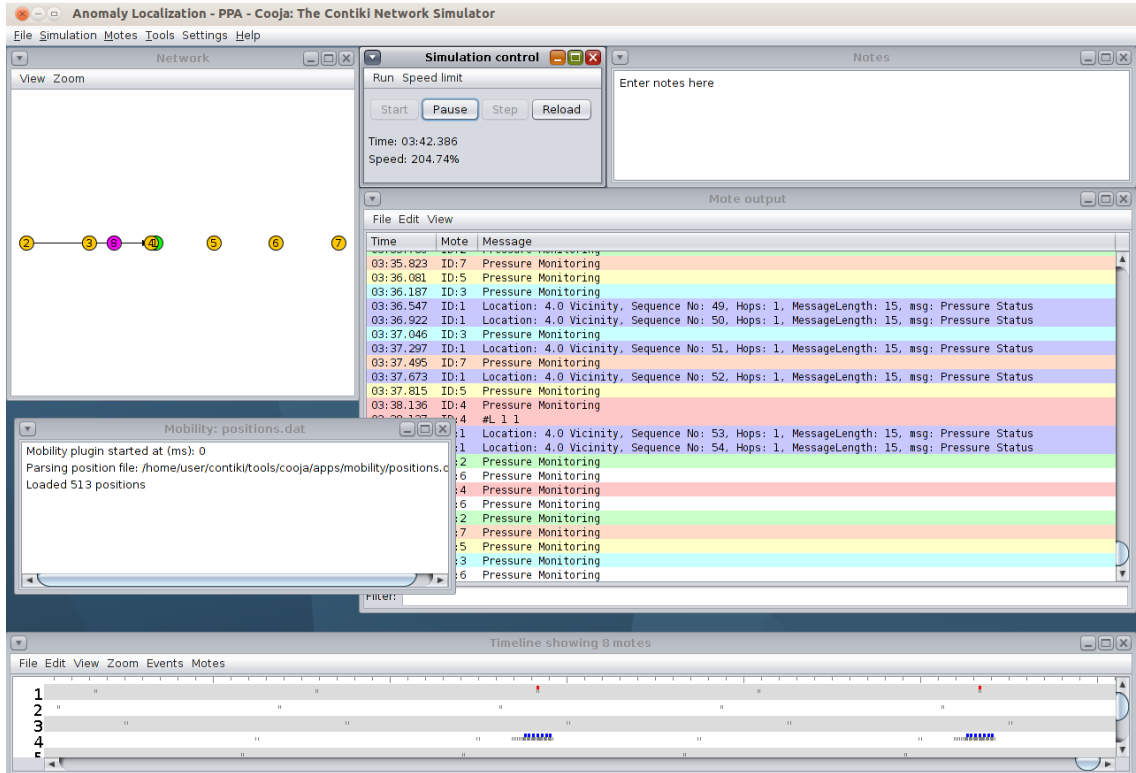 Anomaly Localization - PPA - Cooja: The Contiki Network Simulator
File Simulation Motes Tools Settings Help
Network
View Zoom
2 3 8 4 5 6 7
Simulation control
Run Speed limit
Start Pause Step Reload
Time: 03:42.386
Speed: 204.74%
Notes
Enter notes here
Mote output
File Edit View
Time Mote Message
03:35.823 ID:7 Pressure Monitoring
03:36.081 ID:5 Pressure Monitoring
03:36.187 ID:3 Pressure Monitoring
03:36.547 ID:1 Location: 4.0 Vicinity, Sequence No: 49, Hops: 1, MessageLength: 15, msg: Pressure Status
03:36.922 ID:1 Location: 4.0 Vicinity, Sequence No: 50, Hops: 1, MessageLength: 15, msg: Pressure Status
03:37.046 ID:3 Pressure Monitoring
03:37.297 ID:1 Location: 4.0 Vicinity, Sequence No: 51, Hops: 1, MessageLength: 15, msg: Pressure Status
03:37.495 ID:7 Pressure Monitoring
03:37.673 ID:1 Location: 4.0 Vicinity, Sequence No: 52, Hops: 1, MessageLength: 15, msg: Pressure Status
03:37.815 ID:5 Pressure Monitoring
03:38.136 ID:4 Pressure Monitoring
ID:4 #L 1 1
:1 Location: 4.0 Vicinity, Sequence No: 53, Hops: 1, MessageLength: 15, msg: Pressure Status
:1 Location: 4.0 Vicinity, Sequence No: 54, Hops: 1, MessageLength: 15, msg: Pressure Status
:2 Pressure Monitoring
:6 Pressure Monitoring
:4 Pressure Monitoring
:6 Pressure Monitoring
:2 Pressure Monitoring
:7 Pressure Monitoring
:5 Pressure Monitoring
:3 Pressure Monitoring
:6 Pressure Monitoring
Filter:
Mobility: positions.dat
Mobility plugin started at (ms): 0
Parsing position file: /home/user/contiki/tools/cooja/apps/mobility/positions.d
Loaded 513 positions
Timeline showing 8 motes
File Edit View Zoom Events Motes
1
2
3
4
5